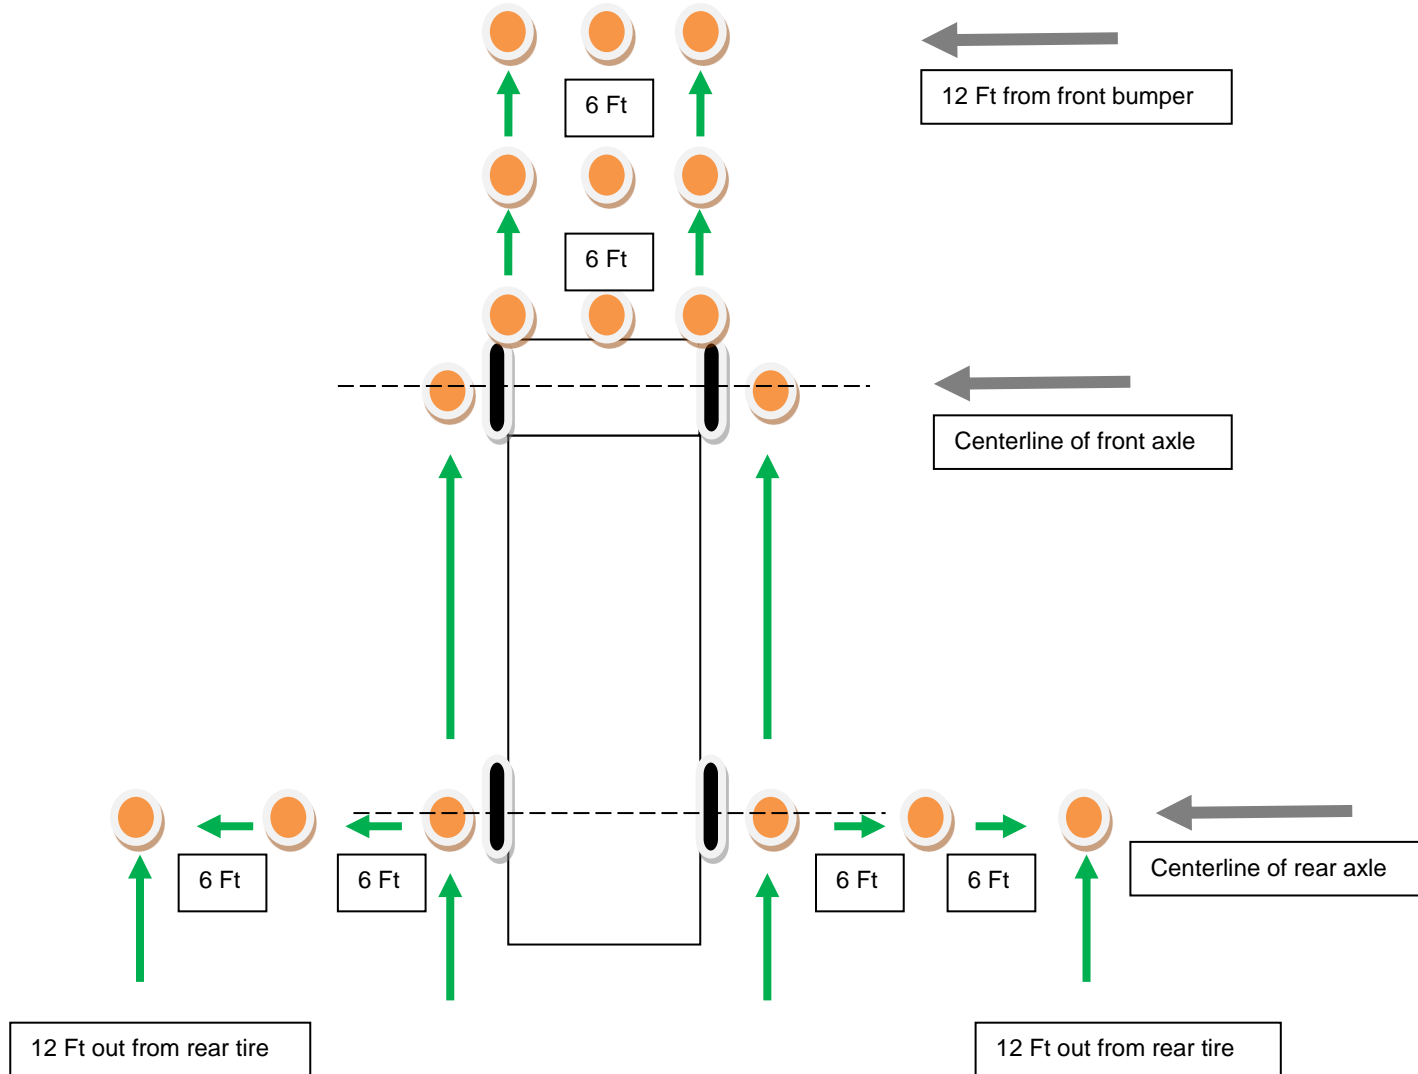 6 Ft
12 Ft from front bumper
6 Ft
Centerline of front axle
6 Ft
6 Ft
6 Ft
6 Ft
Centerline of rear axle
12 Ft out from rear tire
12 Ft out from rear tire